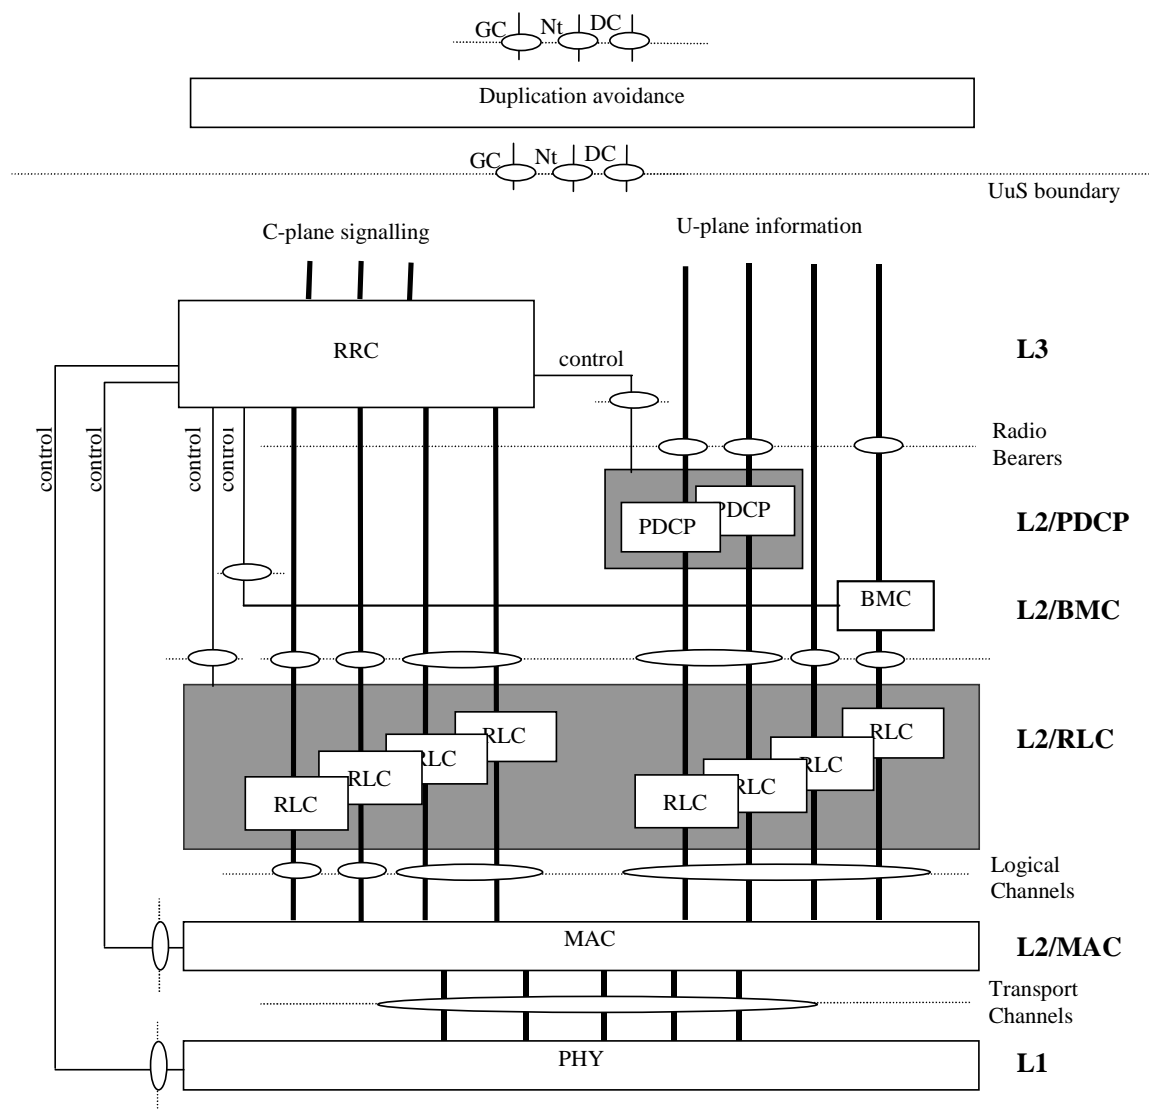 GC Nt DC
Duplication avoidance
GC Nt DC
UuS boundary
C-plane signalling
U-plane information
RRC
control
L3
control
control
control
control
Radio
Bearers
PDCP
PDCP
L2/PDCP
BMC
L2/BMC
RLC
RLC
RLC
RLC
RLC
RLC
RLC
RLC
L2/RLC
Logical
Channels
MAC
L2/MAC
Transport
Channels
PHY
L1